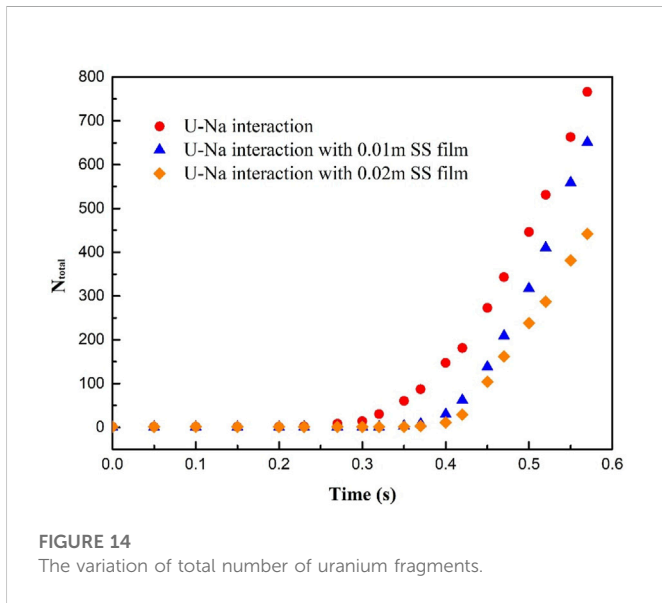 800
700
600
500
400
300
200
100
0
N_total
U-Na interaction
U-Na interaction with 0.01m SS film
U-Na interaction with 0.02m SS film
0.0 0.1 0.2 0.3 0.4 0.5 0.6
Time (s)
FIGURE 14
The variation of total number of uranium fragments.